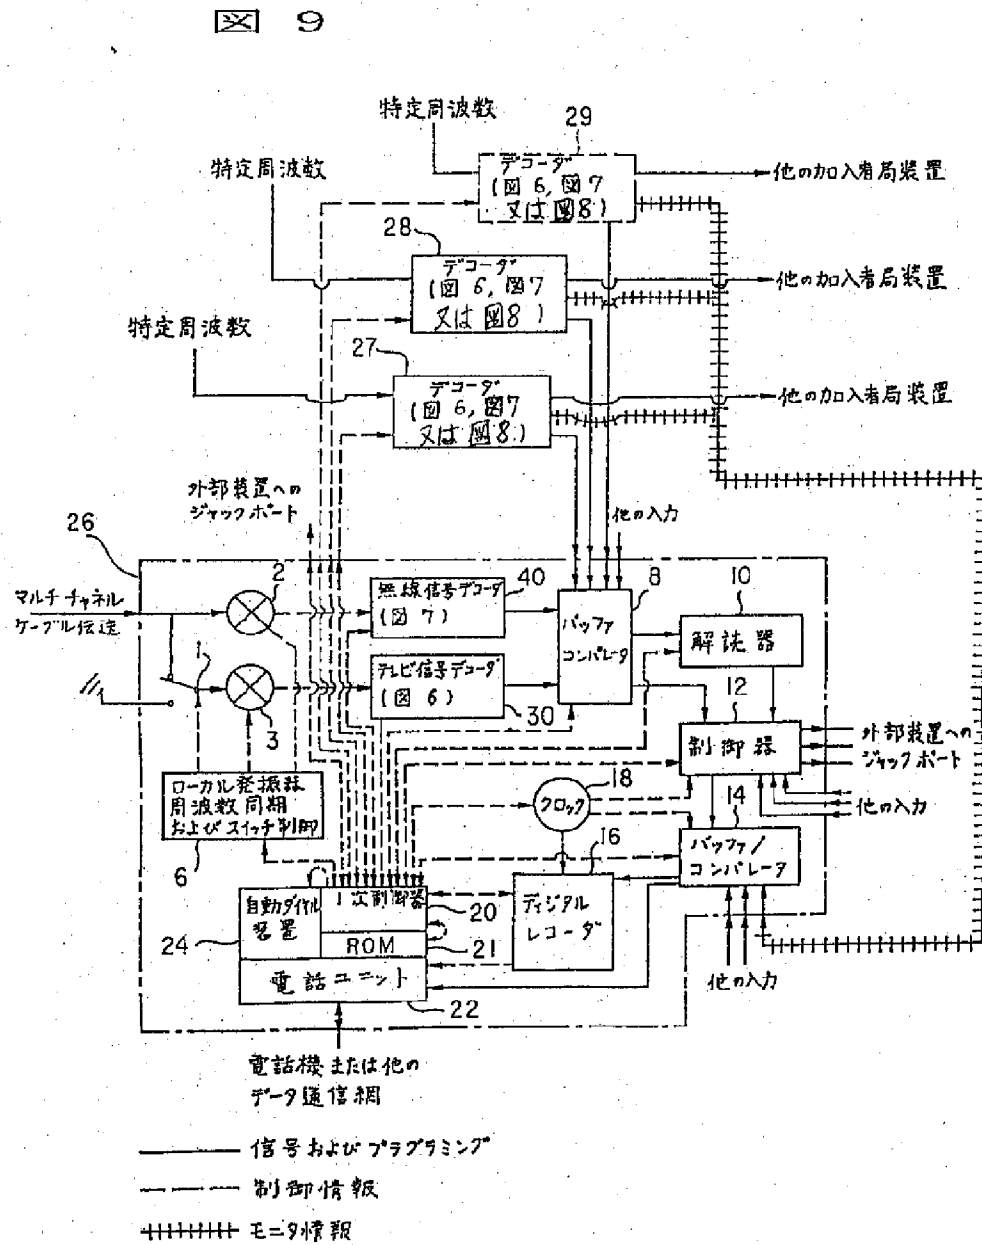 図 9
特定周波数
29
デコーダ
(図6,図7
又は図8)
他の加入者局装置
特定周波数
28
デコーダ
(図6,図7
又は図8)
他の加入者局装置
特定周波数
27
デコーダ
(図6,図7
又は図8)
他の加入者局装置
外部装置への
ジャックポート
他の入力
26
マルチチャネル
ケーブル伝送
2
無線信号デコーダ
(図7)
40
8
バッファ
コンパレータ
10
解読器
1
3
テレビ信号デコーダ
(図6)
30
12
制御器
外部装置への
ジャックポート
他の入力
ローカル発振器
周波数同期
およびスイッチ制御
6
18
クロック
14
バッファ/
コンパレータ
16
ディジタル
レコーダ
自動ダイヤル
装置
24
1次制御器
20
ROM
21
電話ユニット
22
他の入力
電話機または他の
データ通信網
信号およびプラグラミング
制御情報
モニタ情報